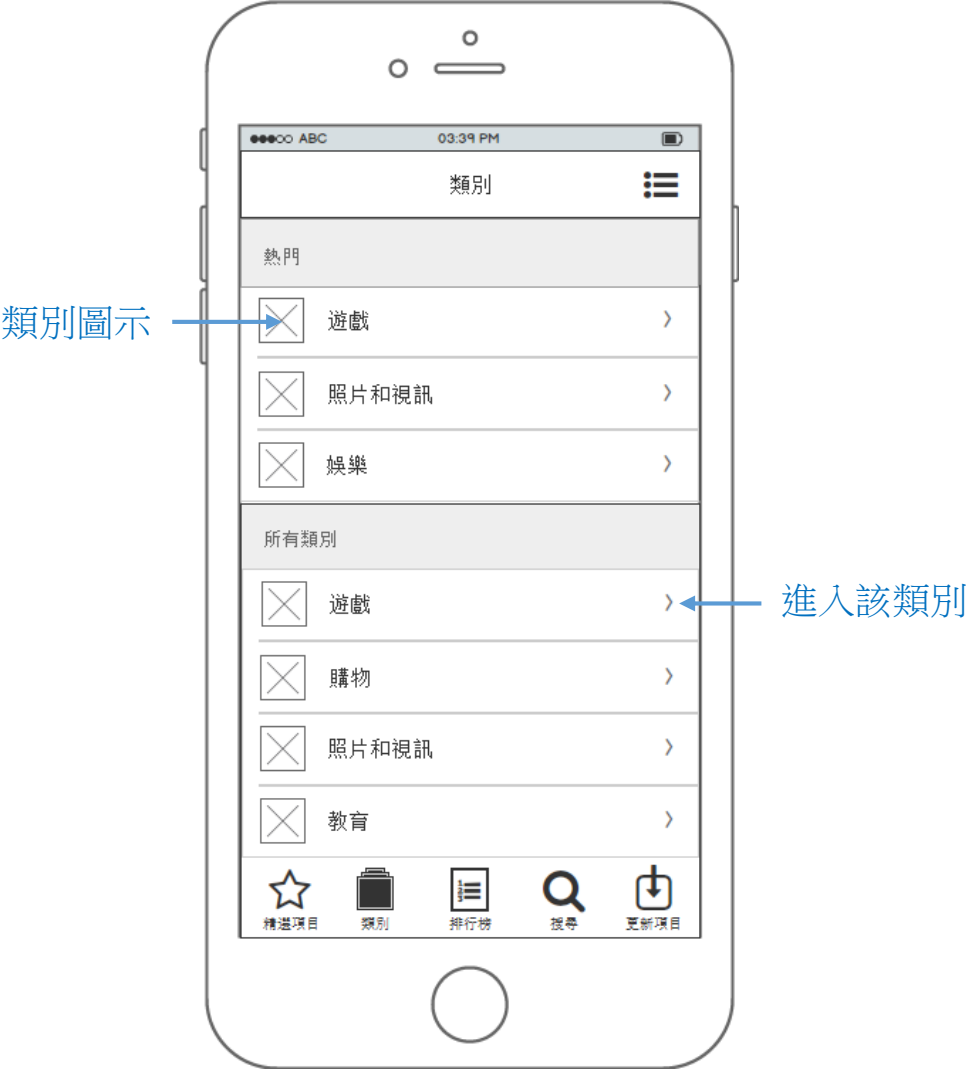 ABC 03:39 PM
類別
熱門
類別圖示
遊戲
照片和視訊
娛樂
所有類別
遊戲
進入該類別
購物
照片和視訊
教育
精選項目 類別 排行榜 搜尋 更新項目